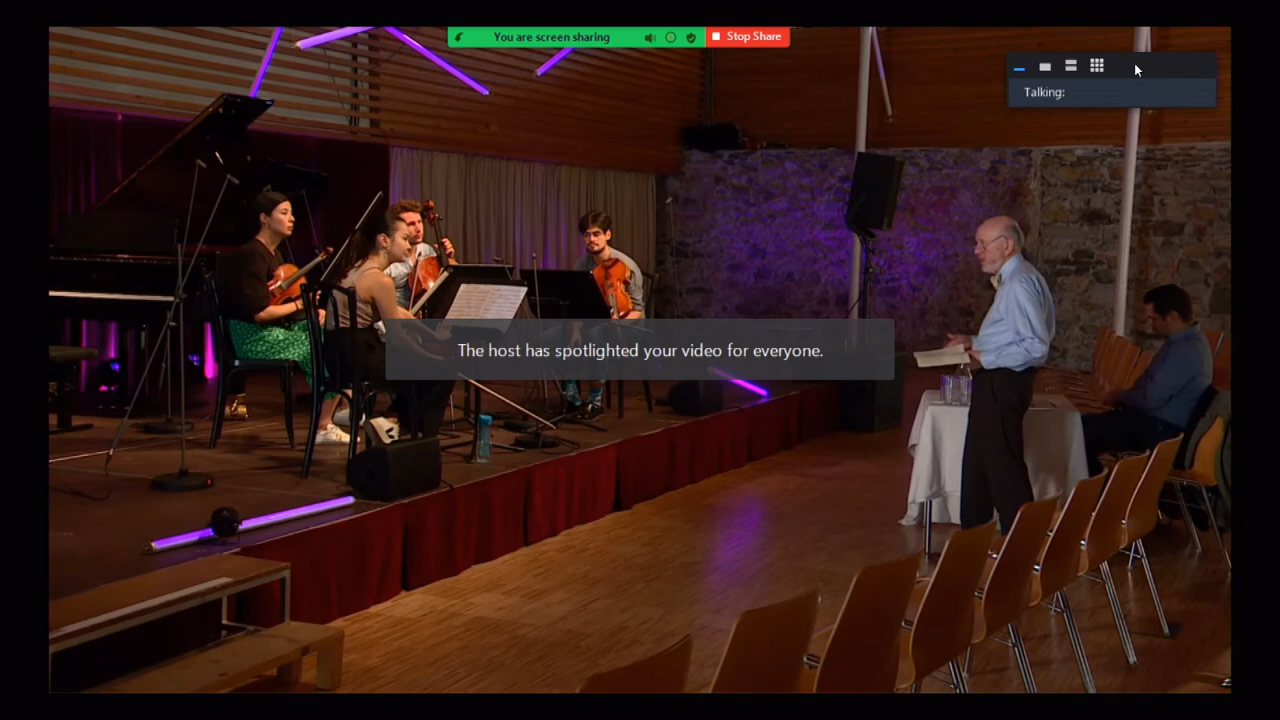 You are screen sharing
Stop Share
Talking:
The host has spotlighted your video for everyone.